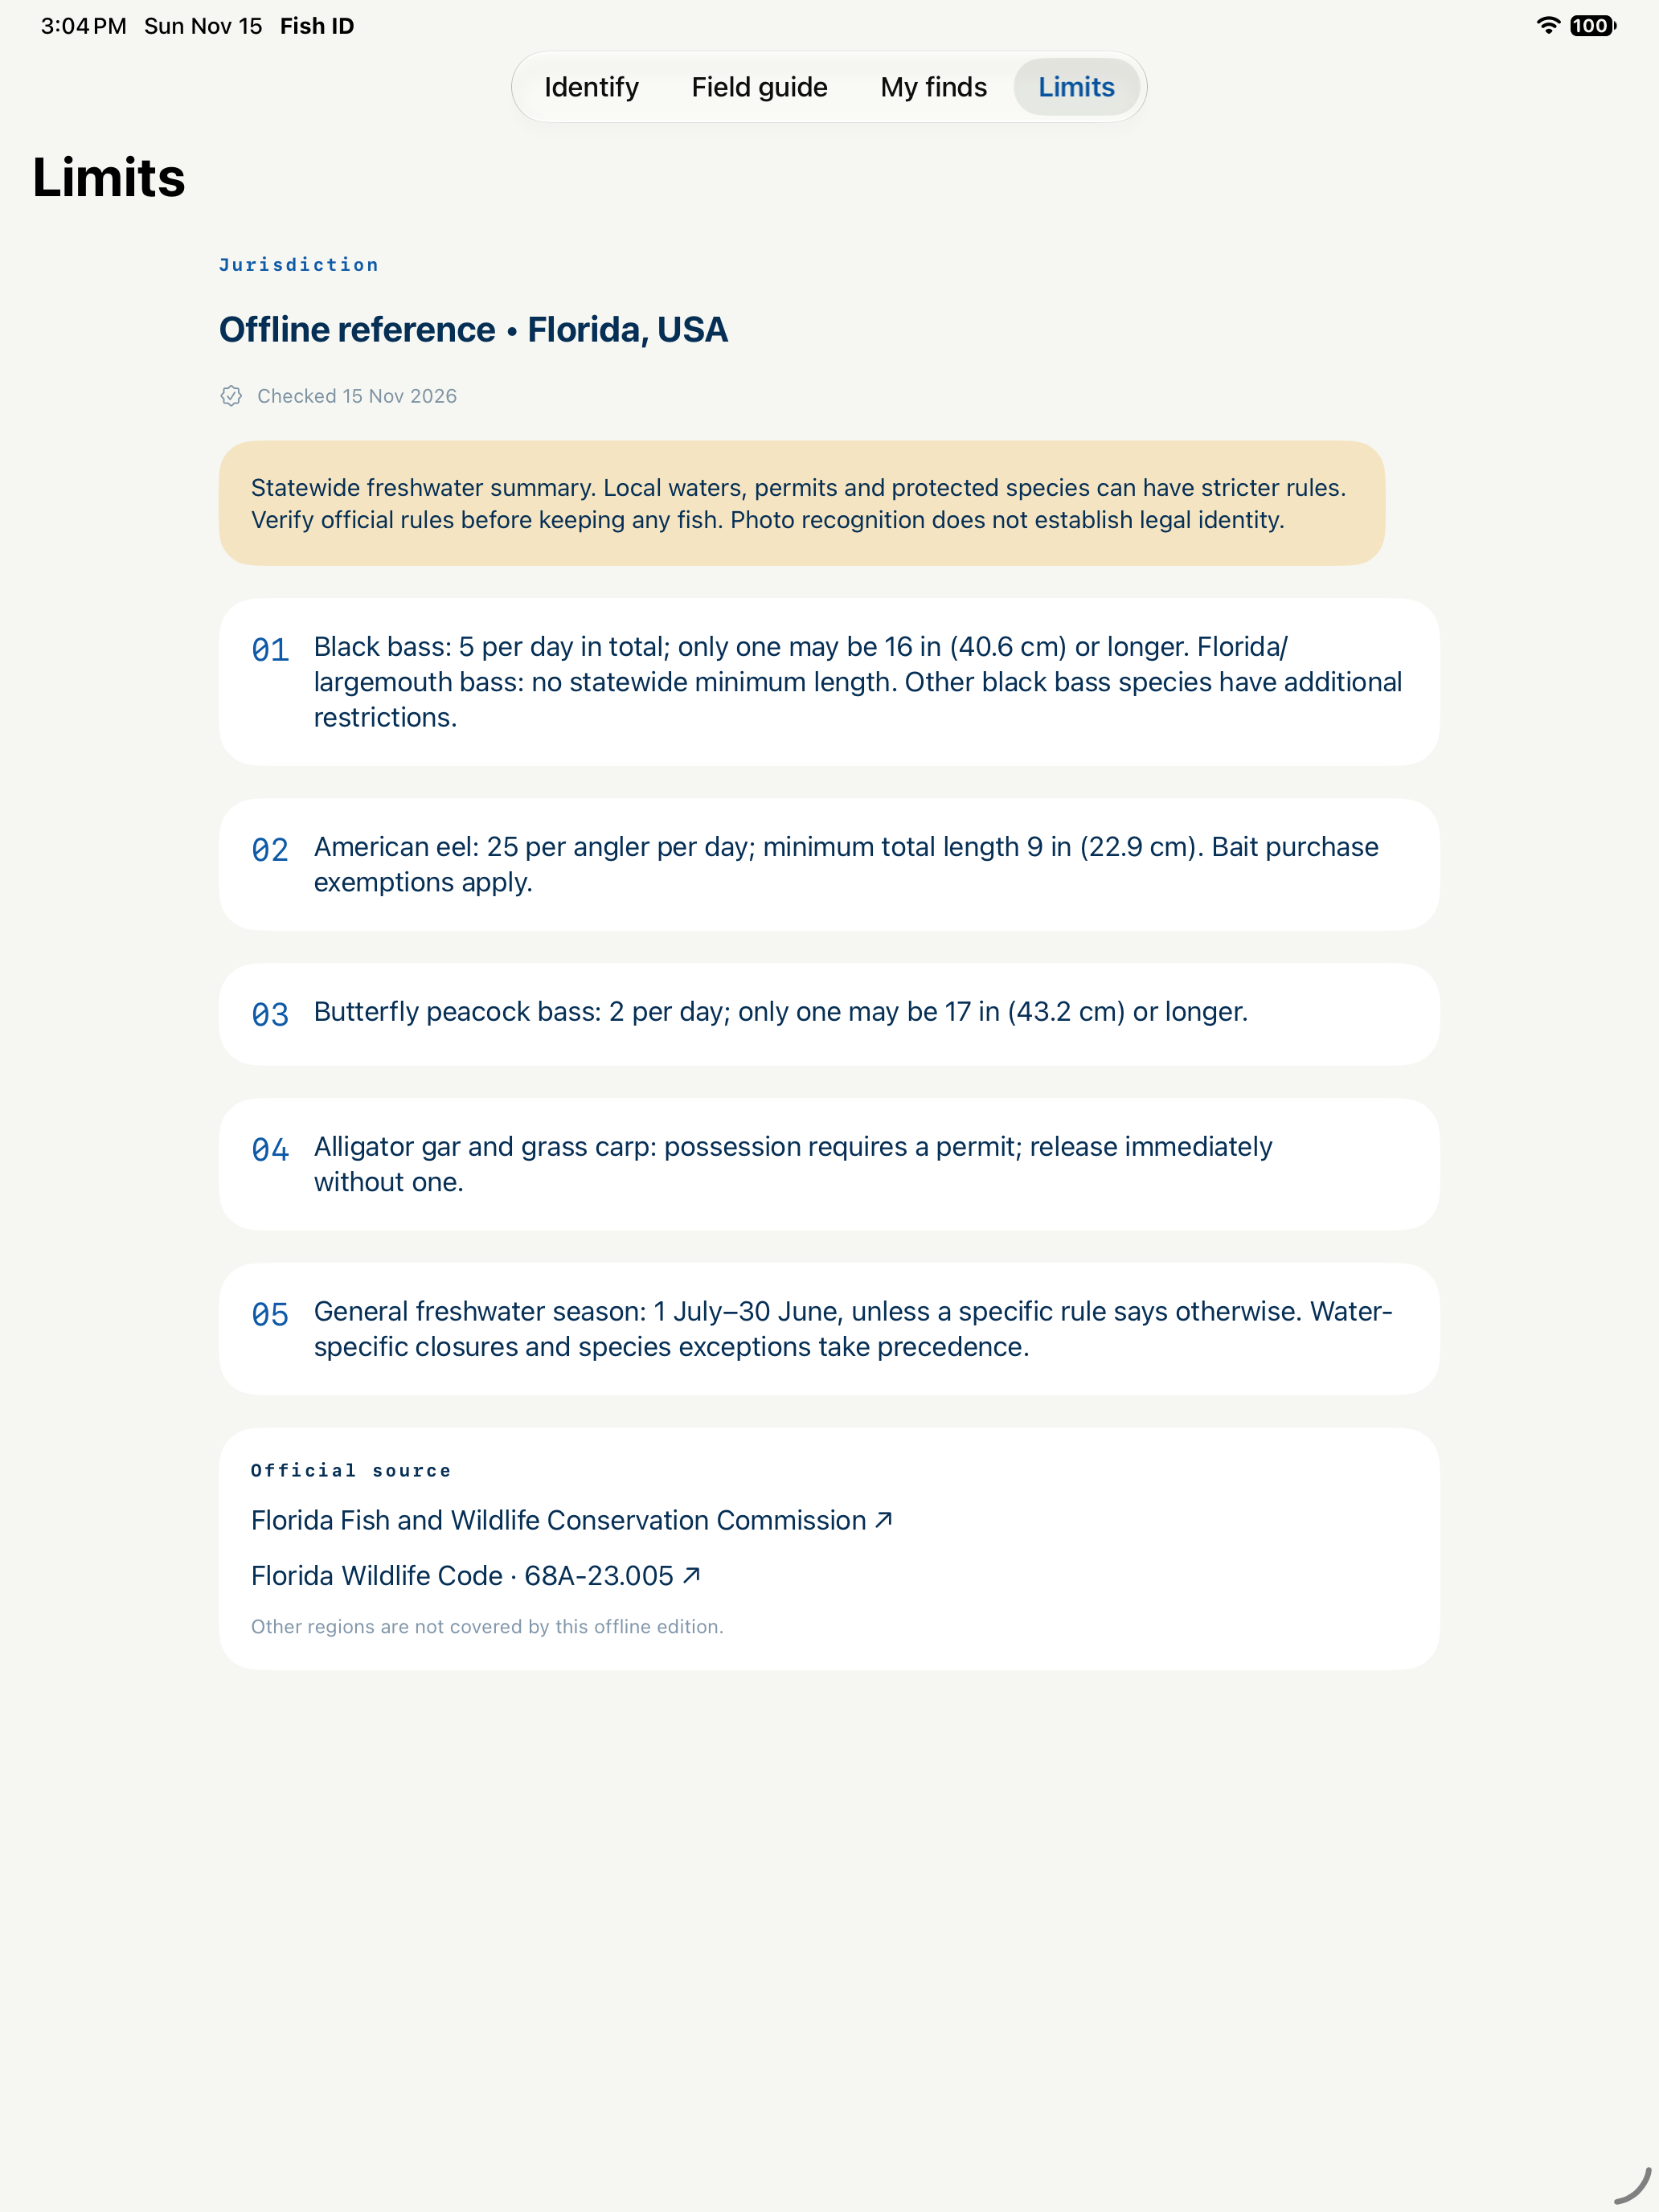 3:04 PM Sun Nov 15 Fish ID
100
Identify Field guide My finds Limits
Limits
Jurisdiction
Offline reference • Florida, USA
Checked 15 Nov 2026
Statewide freshwater summary. Local waters, permits and protected species can have stricter rules.
Verify official rules before keeping any fish. Photo recognition does not establish legal identity.
01 Black bass: 5 per day in total; only one may be 16 in (40.6 cm) or longer. Florida/
largemouth bass: no statewide minimum length. Other black bass species have additional
restrictions.
02 American eel: 25 per angler per day; minimum total length 9 in (22.9 cm). Bait purchase
exemptions apply.
03 Butterfly peacock bass: 2 per day; only one may be 17 in (43.2 cm) or longer.
04 Alligator gar and grass carp: possession requires a permit; release immediately
without one.
05 General freshwater season: 1 July–30 June, unless a specific rule says otherwise. Water-
specific closures and species exceptions take precedence.
Official source
Florida Fish and Wildlife Conservation Commission ↗
Florida Wildlife Code · 68A-23.005 ↗
Other regions are not covered by this offline edition.